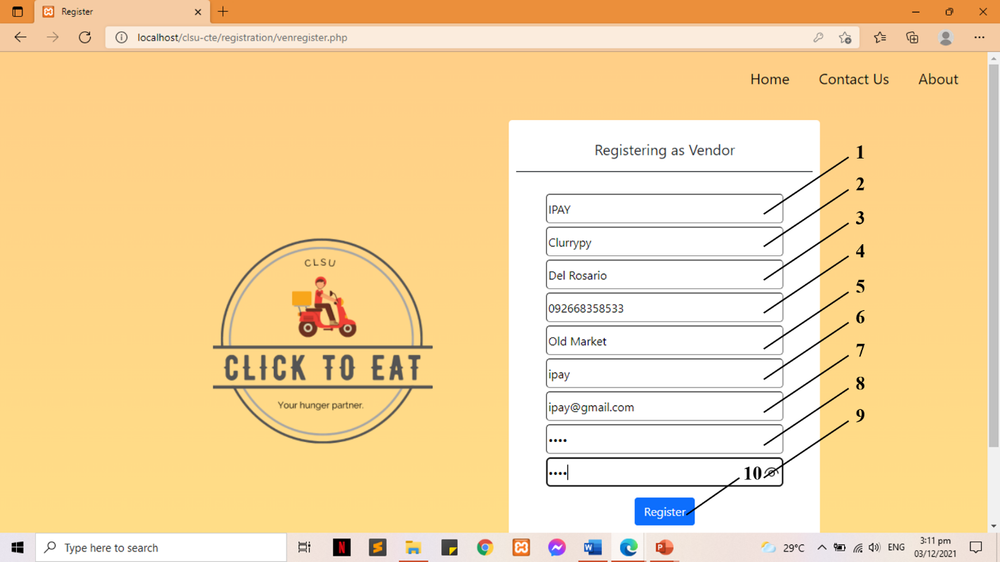 Register
localhost/clsu-cte/registration/venregister.php
Home Contact Us About
Registering as Vendor
1
2
IPAY
3
Clurrypy
4
Del Rosario
5
092668358533
6
Old Market
7
ipay
8
ipay@gmail.com
9
••••
••••
10
Register
CLSU
CLICK TO EAT
Your hunger partner.
Type here to search
29°C
ENG
3:11 pm
03/12/2021